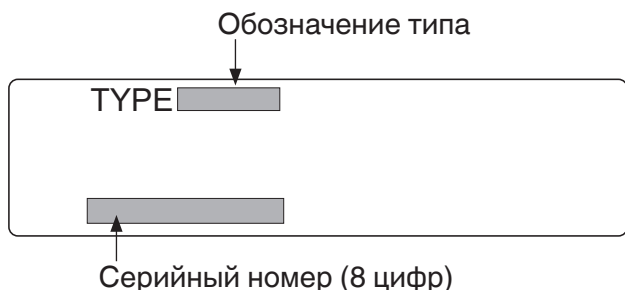 Обозначение типа
TYPE
Серийный номер (8 цифр)